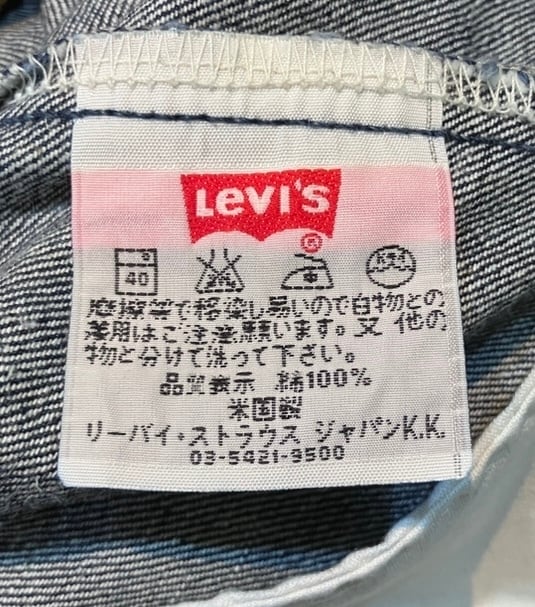 Levi's
®
40
摩擦等で移染し易いので白物との
着用はご注意願います。又 他の
物と分けて洗って下さい。
品質表示 綿100%
米国製
リーバイ・ストラウス ジャパンK.K.
03-5421-9500